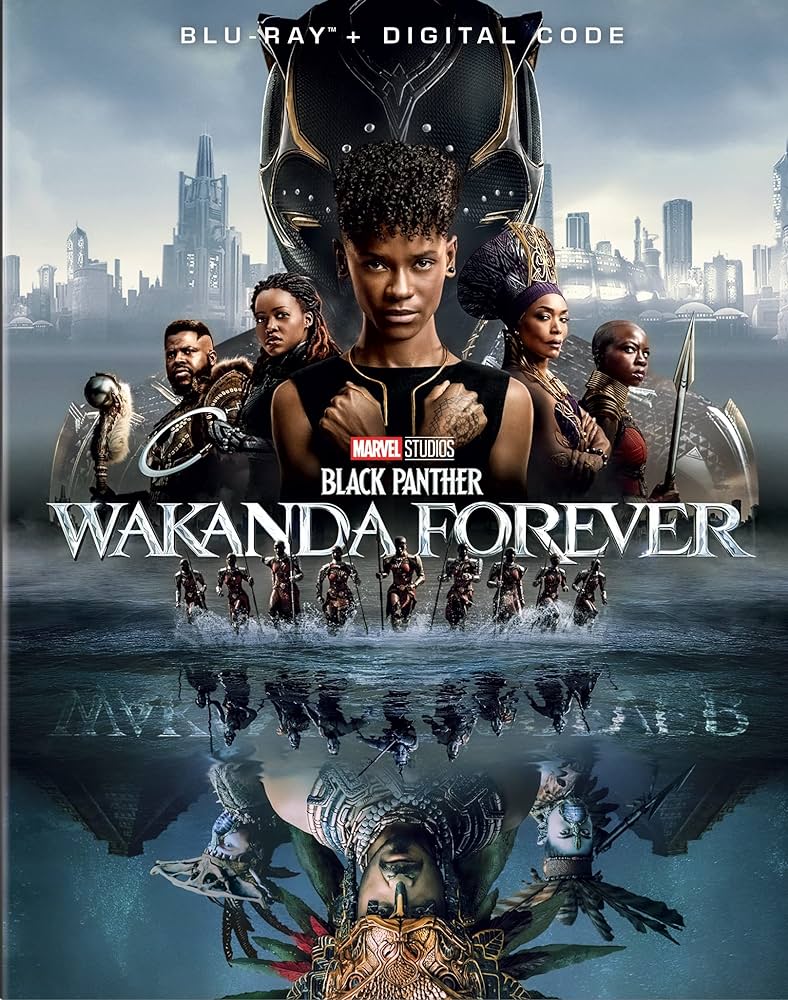 BLU-RAY™ + DIGITAL CODE
MARVEL STUDIOS
BLACK PANTHER
WAKANDA FOREVER